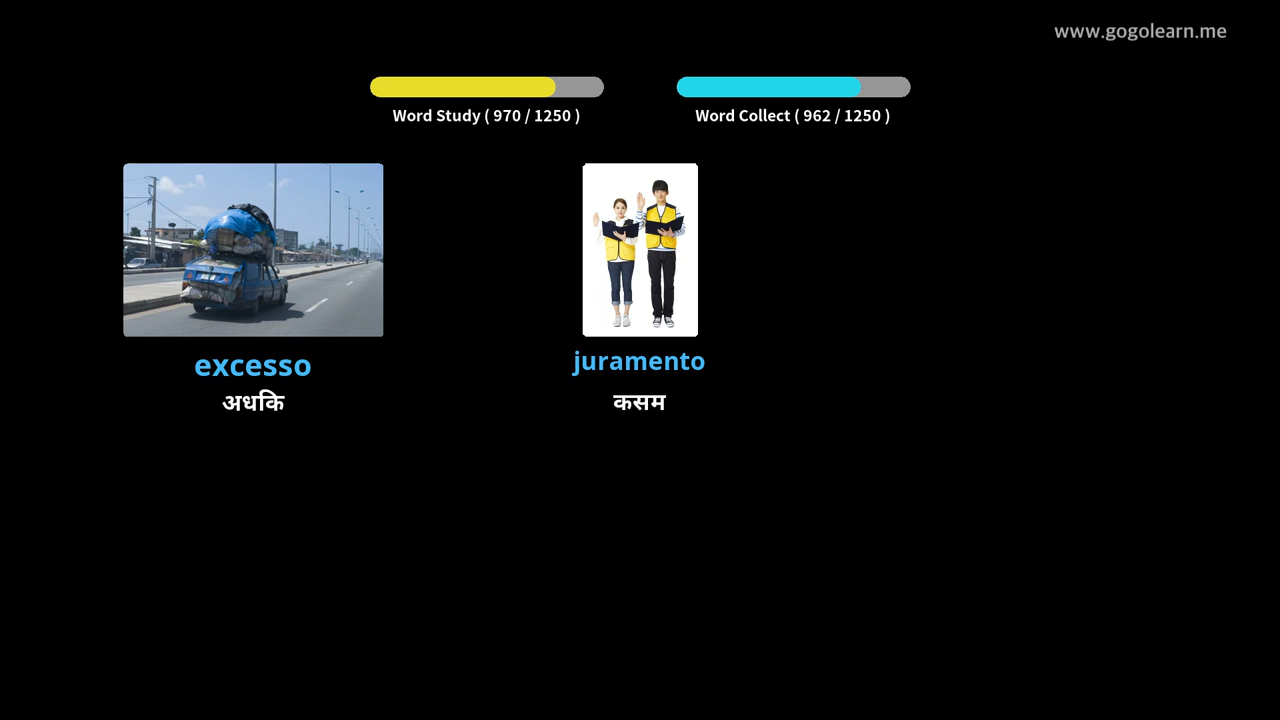 www.gogolearn.me
Word Study ( 970 / 1250 )
Word Collect ( 962 / 1250 )
excesso
juramento
अधकि
कसम